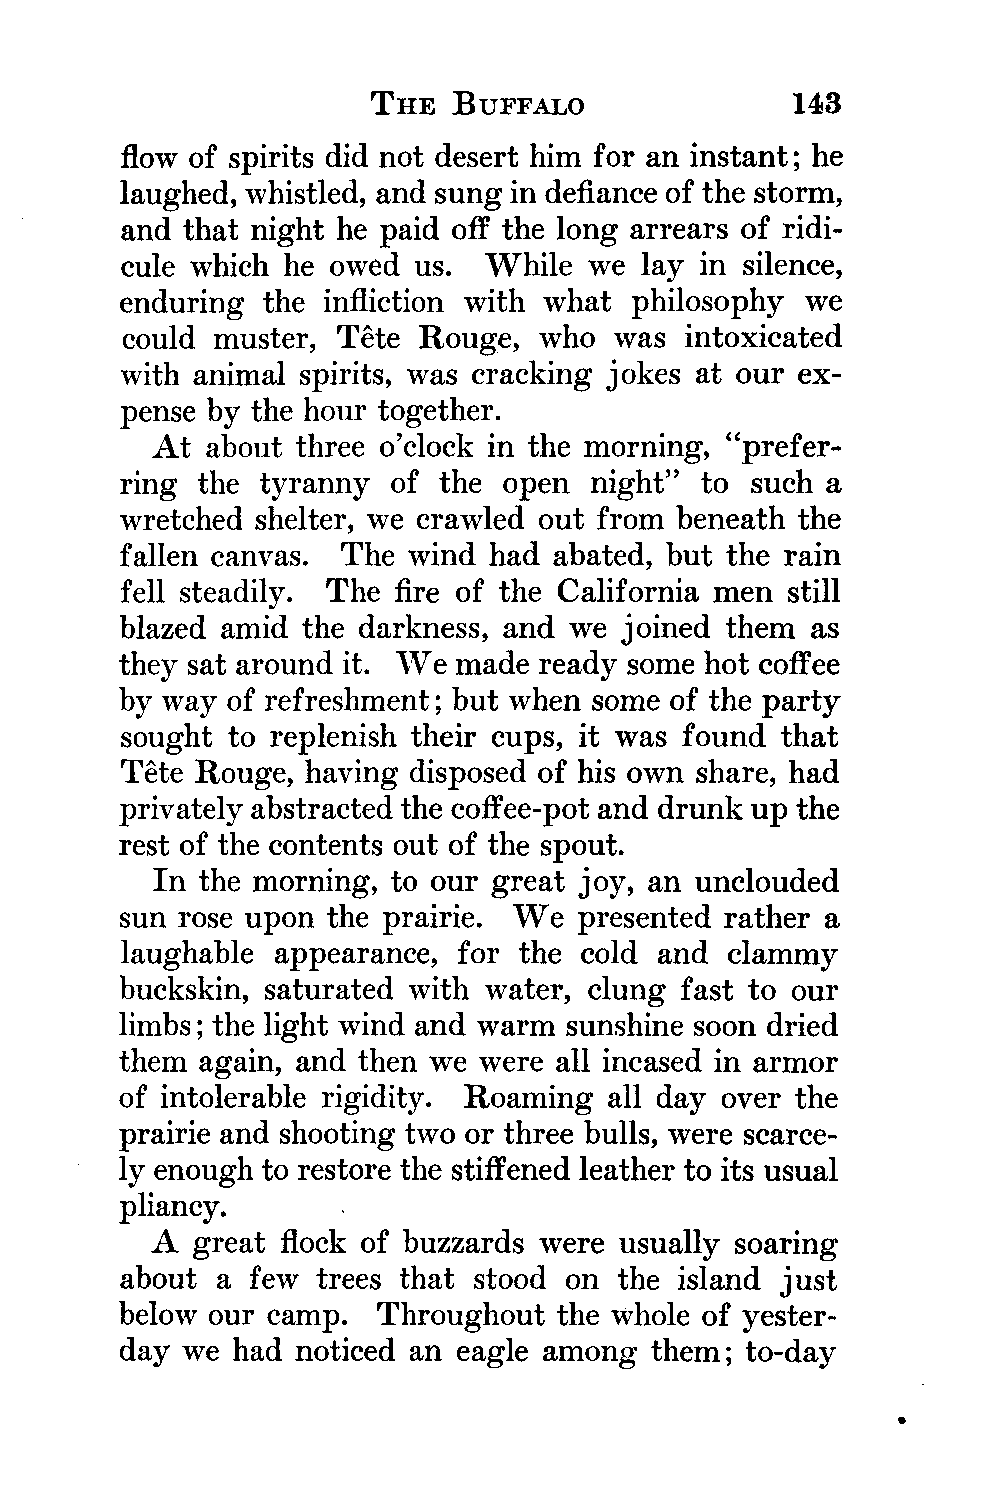 THE BUFFALO 143
flow of spirits did not desert him for an instant; he
laughed, whistled, and sung in defiance of the storm,
and that night he paid off the long arrears of ridi-
cule which he owed us. While we lay in silence,
enduring the infliction with what philosophy we
could muster, Tête Rouge, who was intoxicated
with animal spirits, was cracking jokes at our ex-
pense by the hour together.
At about three o'clock in the morning, "prefer-
ring the tyranny of the open night" to such a
wretched shelter, we crawled out from beneath the
fallen canvas. The wind had abated, but the rain
fell steadily. The fire of the California men still
blazed amid the darkness, and we joined them as
they sat around it. We made ready some hot coffee
by way of refreshment; but when some of the party
sought to replenish their cups, it was found that
Tête Rouge, having disposed of his own share, had
privately abstracted the coffee-pot and drunk up the
rest of the contents out of the spout.
In the morning, to our great joy, an unclouded
sun rose upon the prairie. We presented rather a
laughable appearance, for the cold and clammy
buckskin, saturated with water, clung fast to our
limbs; the light wind and warm sunshine soon dried
them again, and then we were all incased in armor
of intolerable rigidity. Roaming all day over the
prairie and shooting two or three bulls, were scarce-
ly enough to restore the stiffened leather to its usual
pliancy.
A great flock of buzzards were usually soaring
about a few trees that stood on the island just
below our camp. Throughout the whole of yester-
day we had noticed an eagle among them; to-day